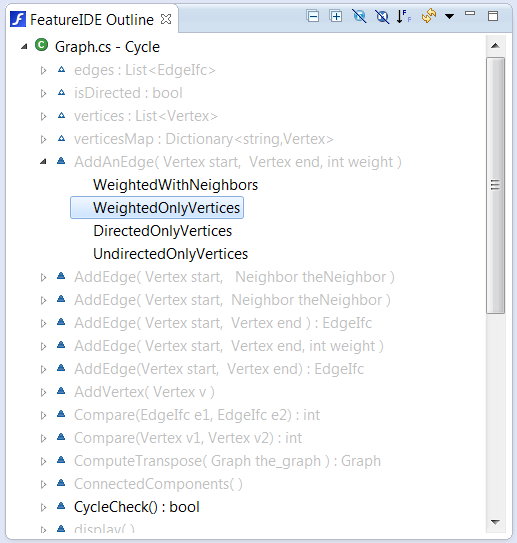 FeatureIDE Outline
Graph.cs - Cycle
edges : List<EdgeIfc>
isDirected : bool
vertices : List<Vertex>
verticesMap : Dictionary<string,Vertex>
AddAnEdge( Vertex start,  Vertex end, int weight )
WeightedWithNeighbors
WeightedOnlyVertices
DirectedOnlyVertices
UndirectedOnlyVertices
AddEdge( Vertex start,   Neighbor theNeighbor )
AddEdge( Vertex start,  Neighbor theNeighbor )
AddEdge( Vertex start,  Vertex end ) : EdgeIfc
AddEdge( Vertex start,  Vertex end, int weight )
AddEdge(Vertex start,  Vertex end) : EdgeIfc
AddVertex( Vertex v )
Compare(EdgeIfc e1, EdgeIfc e2) : int
Compare(Vertex v1, Vertex v2) : int
ComputeTranspose( Graph the_graph ) : Graph
ConnectedComponents( )
CycleCheck() : bool
display( )